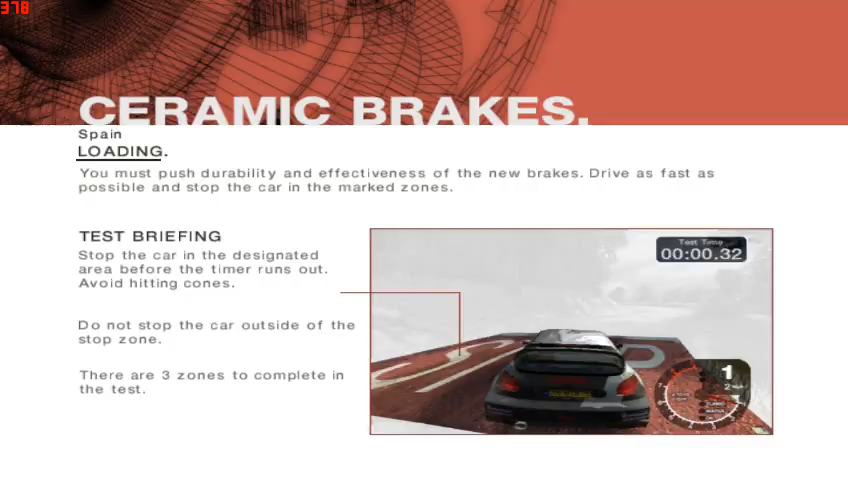 378
CERAMIC BRAKES.
Spain
LOADING.
You must push durability and effectiveness of the new brakes. Drive as fast as
possible and stop the car in the marked zones.
TEST BRIEFING
Stop the car in the designated
area before the timer runs out.
Avoid hitting cones.
Do not stop the car outside of the
stop zone.
There are 3 zones to complete in
the test.
Test Time
00:00.32
1